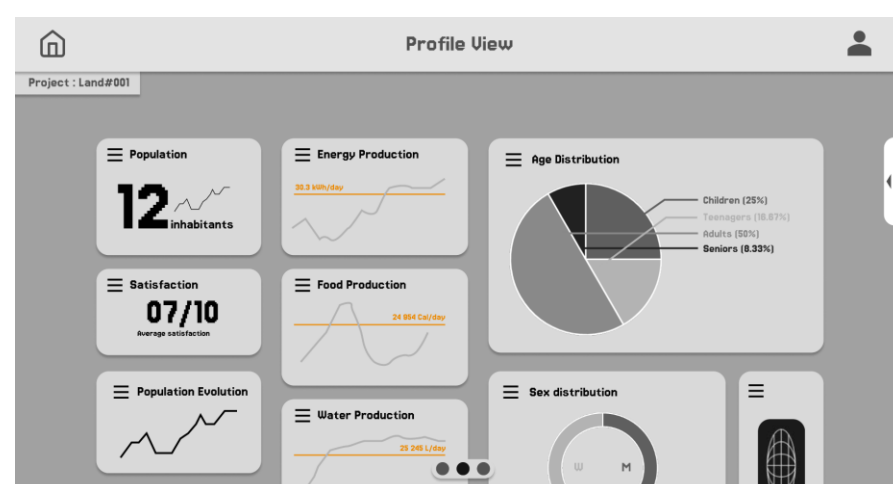 Profile View
Project : Land#001
Population
12
inhabitants
Satisfaction
07/10
Average satisfaction
Population Evolution
Energy Production
30.3 kWh/day
Food Production
24 954 Cal/day
Water Production
25 245 L/day
Age Distribution
Children (25%)
Teenagers (16.67%)
Adults (50%)
Seniors (8.33%)
Sex distribution
W
M